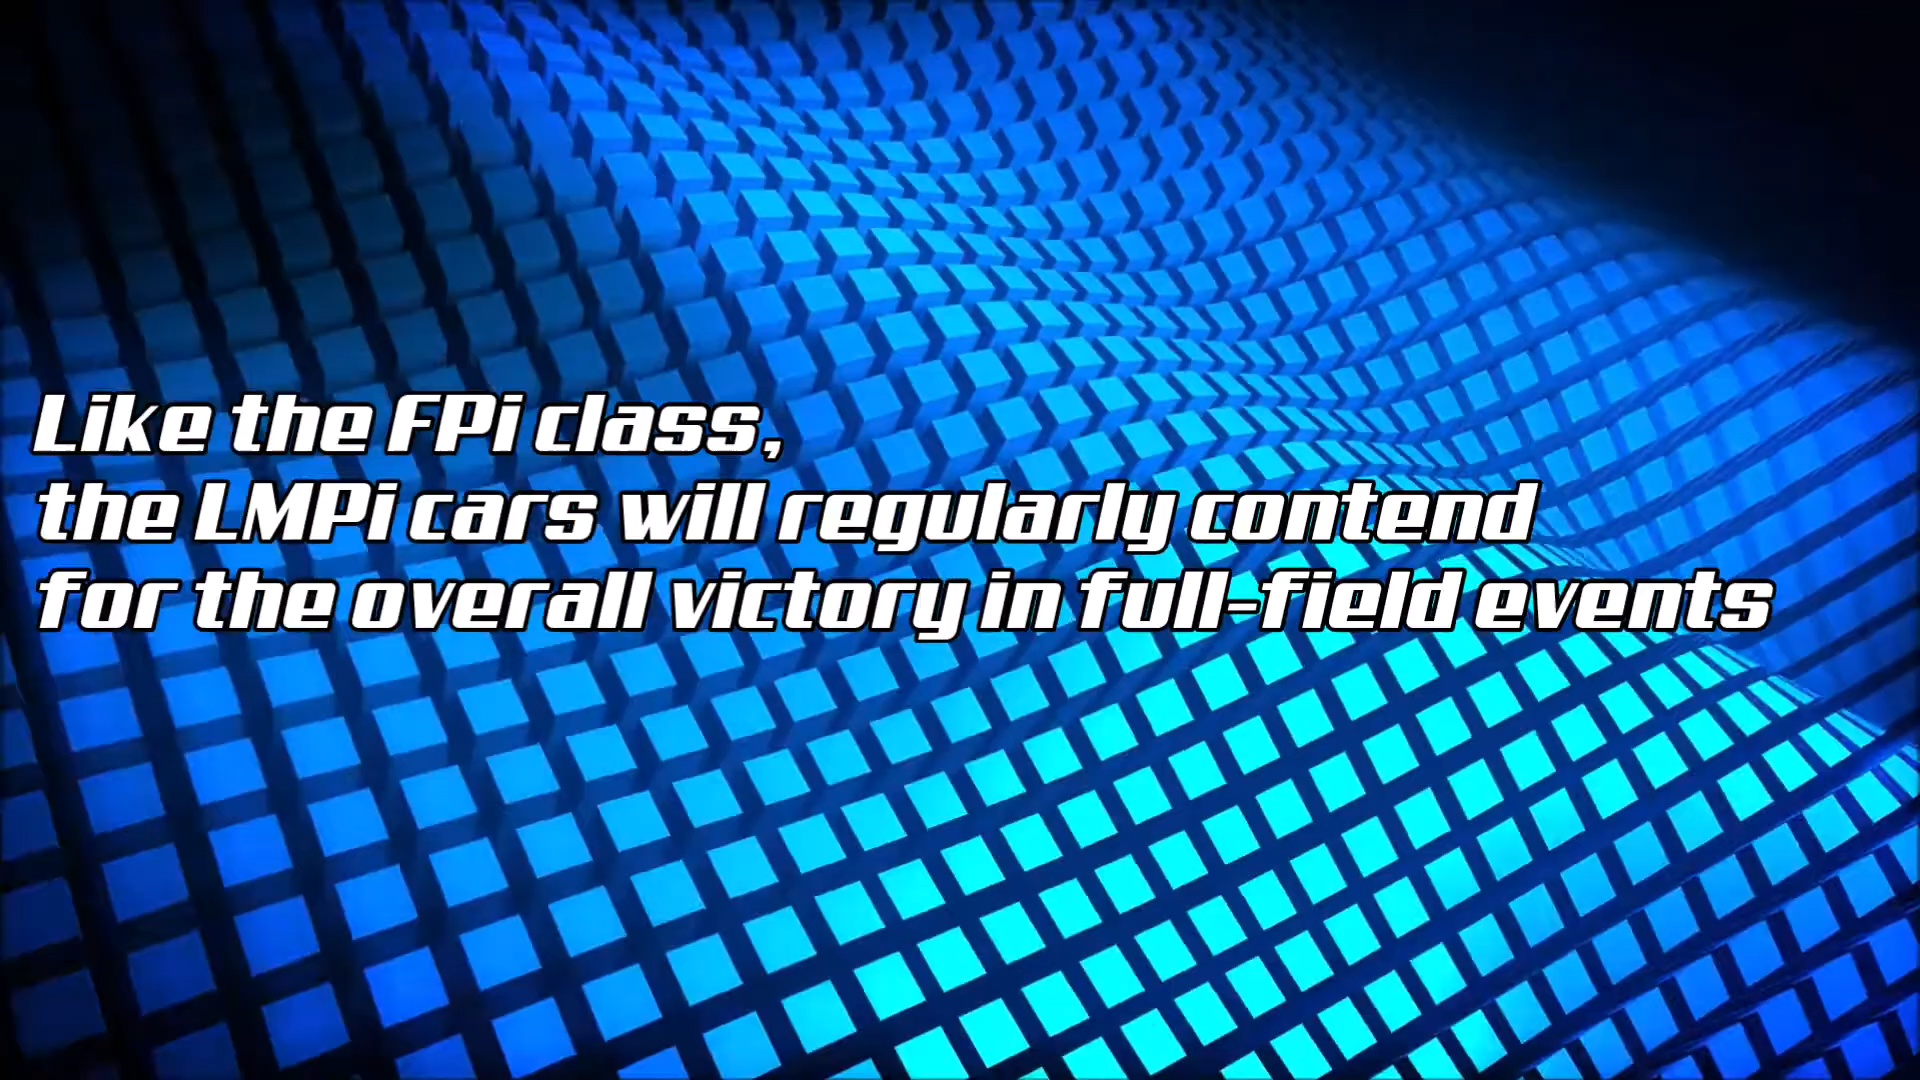 Like the FPi class,
the LMPi cars will regularly contend
for the overall victory in full-field events